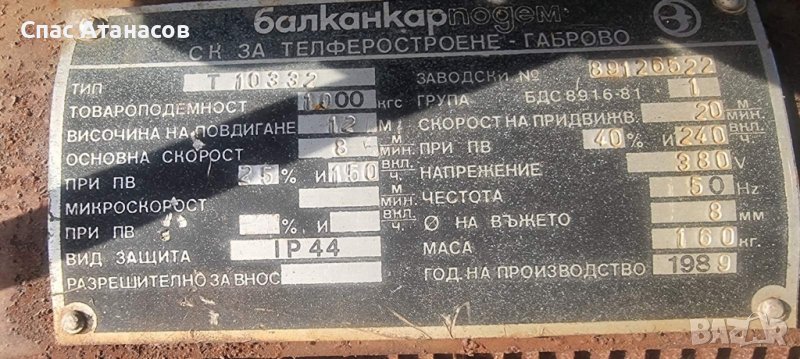 Спас Атанасов
балканкарподем
СК ЗА ТЕЛФЕРОСТРОЕНЕ - ГАБРОВО
ТИП Т 10332
ТОВАРОПОДЕМНОСТ 1000 кгс
ВИСОЧИНА НА ПОВДИГАНЕ 12 М
ОСНОВНА СКОРОСТ 8 М МИН.
ПРИ ПВ 25 % И 150 ВКЛ. Ч.
МИКРОСКОРОСТ М МИН.
ПРИ ПВ % И ВКЛ. Ч.
ВИД ЗАЩИТА IP44
РАЗРЕШИТЕЛНО ЗА ВНОС
ЗАВОДСКИ № 89126522
ГРУПА БДС 8916-81 1
СКОРОСТ НА ПРИДВИЖВ. 20 М МИН.
ПРИ ПВ 40 % И 240 ВКЛ. Ч.
НАПРЕЖЕНИЕ 380 V
ЧЕСТОТА 50 Hz
Ø НА ВЪЖЕТО 8 ММ
МАСА 160 кг.
ГОД. НА ПРОИЗВОДСТВО 1989
BAZAR